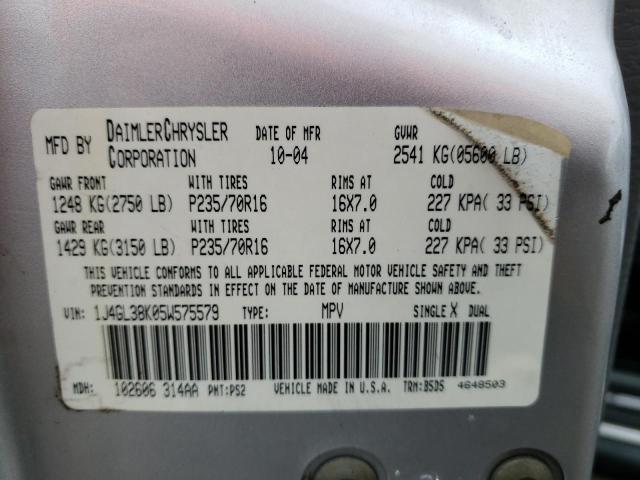 MFD BY DAIMLERCHRYSLER CORPORATION DATE OF MFR 10-04 GVWR 2541 KG(05600 LB)
GAWR FRONT WITH TIRES RIMS AT COLD
1248 KG(2750 LB) P235/70R16 16X7.0 227 KPA( 33 PSI)
GAWR REAR WITH TIRES RIMS AT COLD
1429 KG(3150 LB) P235/70R16 16X7.0 227 KPA( 33 PSI)
THIS VEHICLE CONFORMS TO ALL APPLICABLE FEDERAL MOTOR VEHICLE SAFETY AND THEFT
PREVENTION STANDARDS IN EFFECT ON THE DATE OF MANUFACTURE SHOWN ABOVE.
VIN: 1J4GL38K05W575579 TYPE: MPV SINGLE X DUAL
MDH: 102606 314AA PNT:PS2 VEHICLE MADE IN U.S.A. TRM:BSDS 4648503